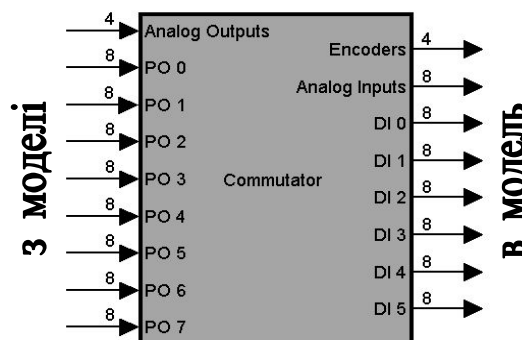 З моделі
4
Analog Outputs
8
PO 0
8
PO 1
8
PO 2
8
PO 3
8
PO 4
8
PO 5
8
PO 6
8
PO 7
Commutator
Encoders
4
Analog Inputs
8
DI 0
8
DI 1
8
DI 2
8
DI 3
8
DI 4
8
DI 5
8
В модель